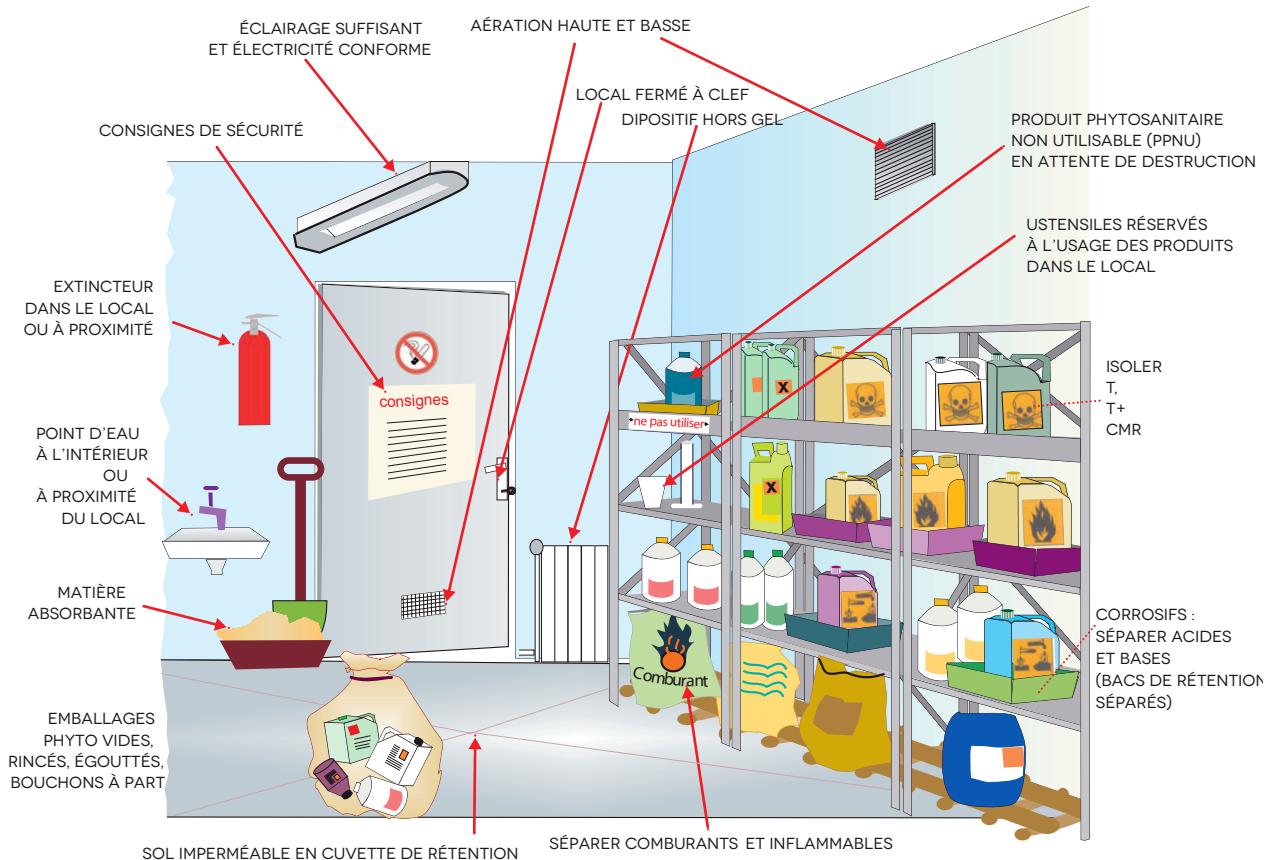 ÉCLAIRAGE SUFFISANT
ET ÉLECTRICITÉ CONFORME
AÉRATION HAUTE ET BASSE
LOCAL FERMÉ À CLEF
DIPOSITIF HORS GEL
CONSIGNES DE SÉCURITÉ
PRODUIT PHYTOSANITAIRE
NON UTILISABLE (PPNU)
EN ATTENTE DE DESTRUCTION
USTENSILES RÉSERVÉS
À L'USAGE DES PRODUITS
DANS LE LOCAL
EXTINCTEUR
DANS LE LOCAL
OU À PROXIMITÉ
consignes
X
ne pas utiliser
ISOLER
T,
T+
CMR
POINT D'EAU
À L'INTÉRIEUR
OU
À PROXIMITÉ
DU LOCAL
X
MATIÈRE
ABSORBANTE
Comburant
CORROSIFS :
SÉPARER ACIDES
ET BASES
(BACS DE RÉTENTION
SÉPARÉS)
EMBALLAGES
PHYTO VIDES,
RINCÉS, ÉGOUTTÉS,
BOUCHONS À PART
SOL IMPERMÉABLE EN CUVETTE DE RÉTENTION
SÉPARER COMBURANTS ET INFLAMMABLES